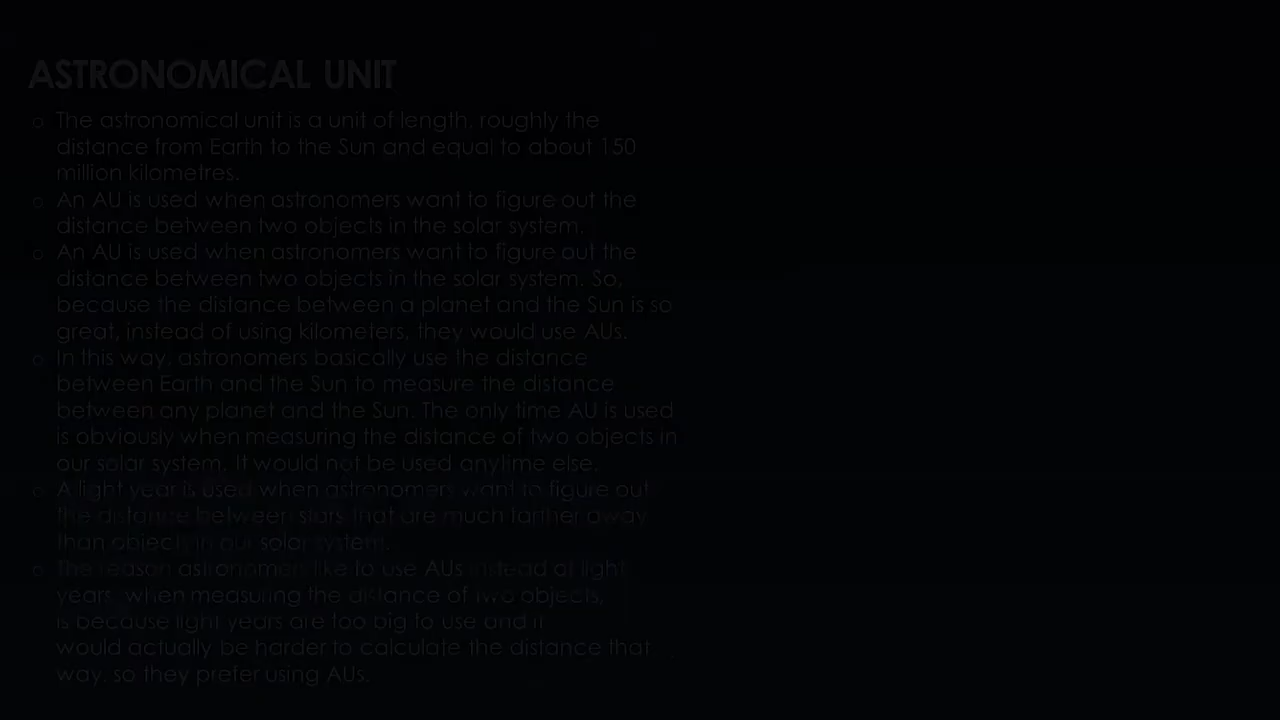 ASTRONOMICAL UNIT
The astronomical unit is a unit of length, roughly the
distance from Earth to the Sun and equal to about 150
million kilometres.
An AU is used when astronomers want to figure out the
distance between two objects in the solar system.
An AU is used when astronomers want to figure out the
distance between two objects in the solar system. So,
because the distance between a planet and the Sun is so
great, instead of using kilometers, they would use AUs.
In this way, astronomers basically use the distance
between Earth and the Sun to measure the distance
between any planet and the Sun. The only time AU is used
is obviously when measuring the distance of two objects in
our solar system. It would not be used anytime else.
A light year is used when astronomers want to figure out
the distance between stars that are much farther away
than objects in our solar system.
The reason astronomers like to use AUs instead of light
years, when measuring the distance of two objects,
is because light years are too big to use and it
would actually be harder to calculate the distance that
way, so they prefer using AUs.